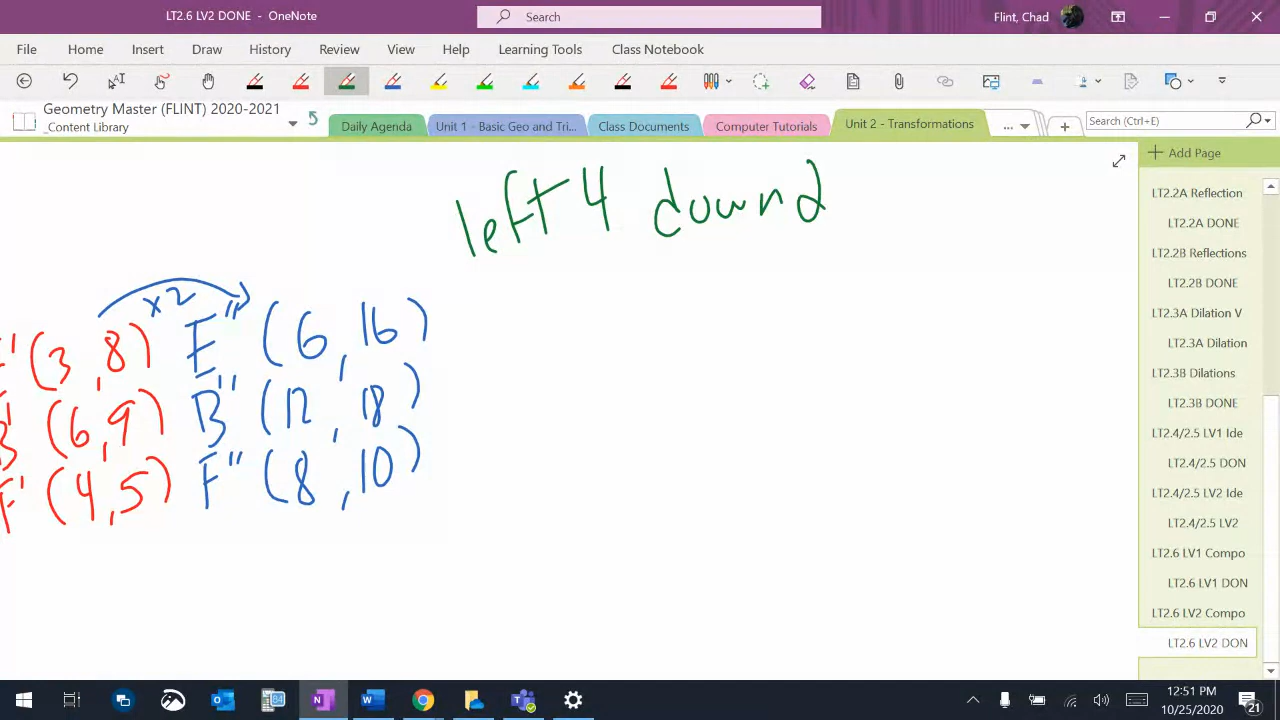 LT2.6 LV2 DONE - OneNote
Search
Flint, Chad
File Home Insert Draw History Review View Help Learning Tools Class Notebook
Geometry Master (FLINT) 2020-2021
_Content Library
Daily Agenda
Unit 1 - Basic Geo and Tri...
Class Documents
Computer Tutorials
Unit 2 - Transformations
...
Search (Ctrl+E)
Add Page
LT2.2A Reflection
LT2.2A DONE
LT2.2B Reflections
LT2.2B DONE
LT2.3A Dilation V
LT2.3A Dilation
LT2.3B Dilations
LT2.3B DONE
LT2.4/2.5 LV1 Ide
LT2.4/2.5 DON
LT2.4/2.5 LV2 Ide
LT2.4/2.5 LV2
LT2.6 LV1 Compo
LT2.6 LV1 DON
LT2.6 LV2 Compo
LT2.6 LV2 DON
left 4 down 2
x2
(3,8) E" (6,16)
(6,9) B" (12,18)
F' (4,5) F" (8,10)
12:51 PM
10/25/2020
21